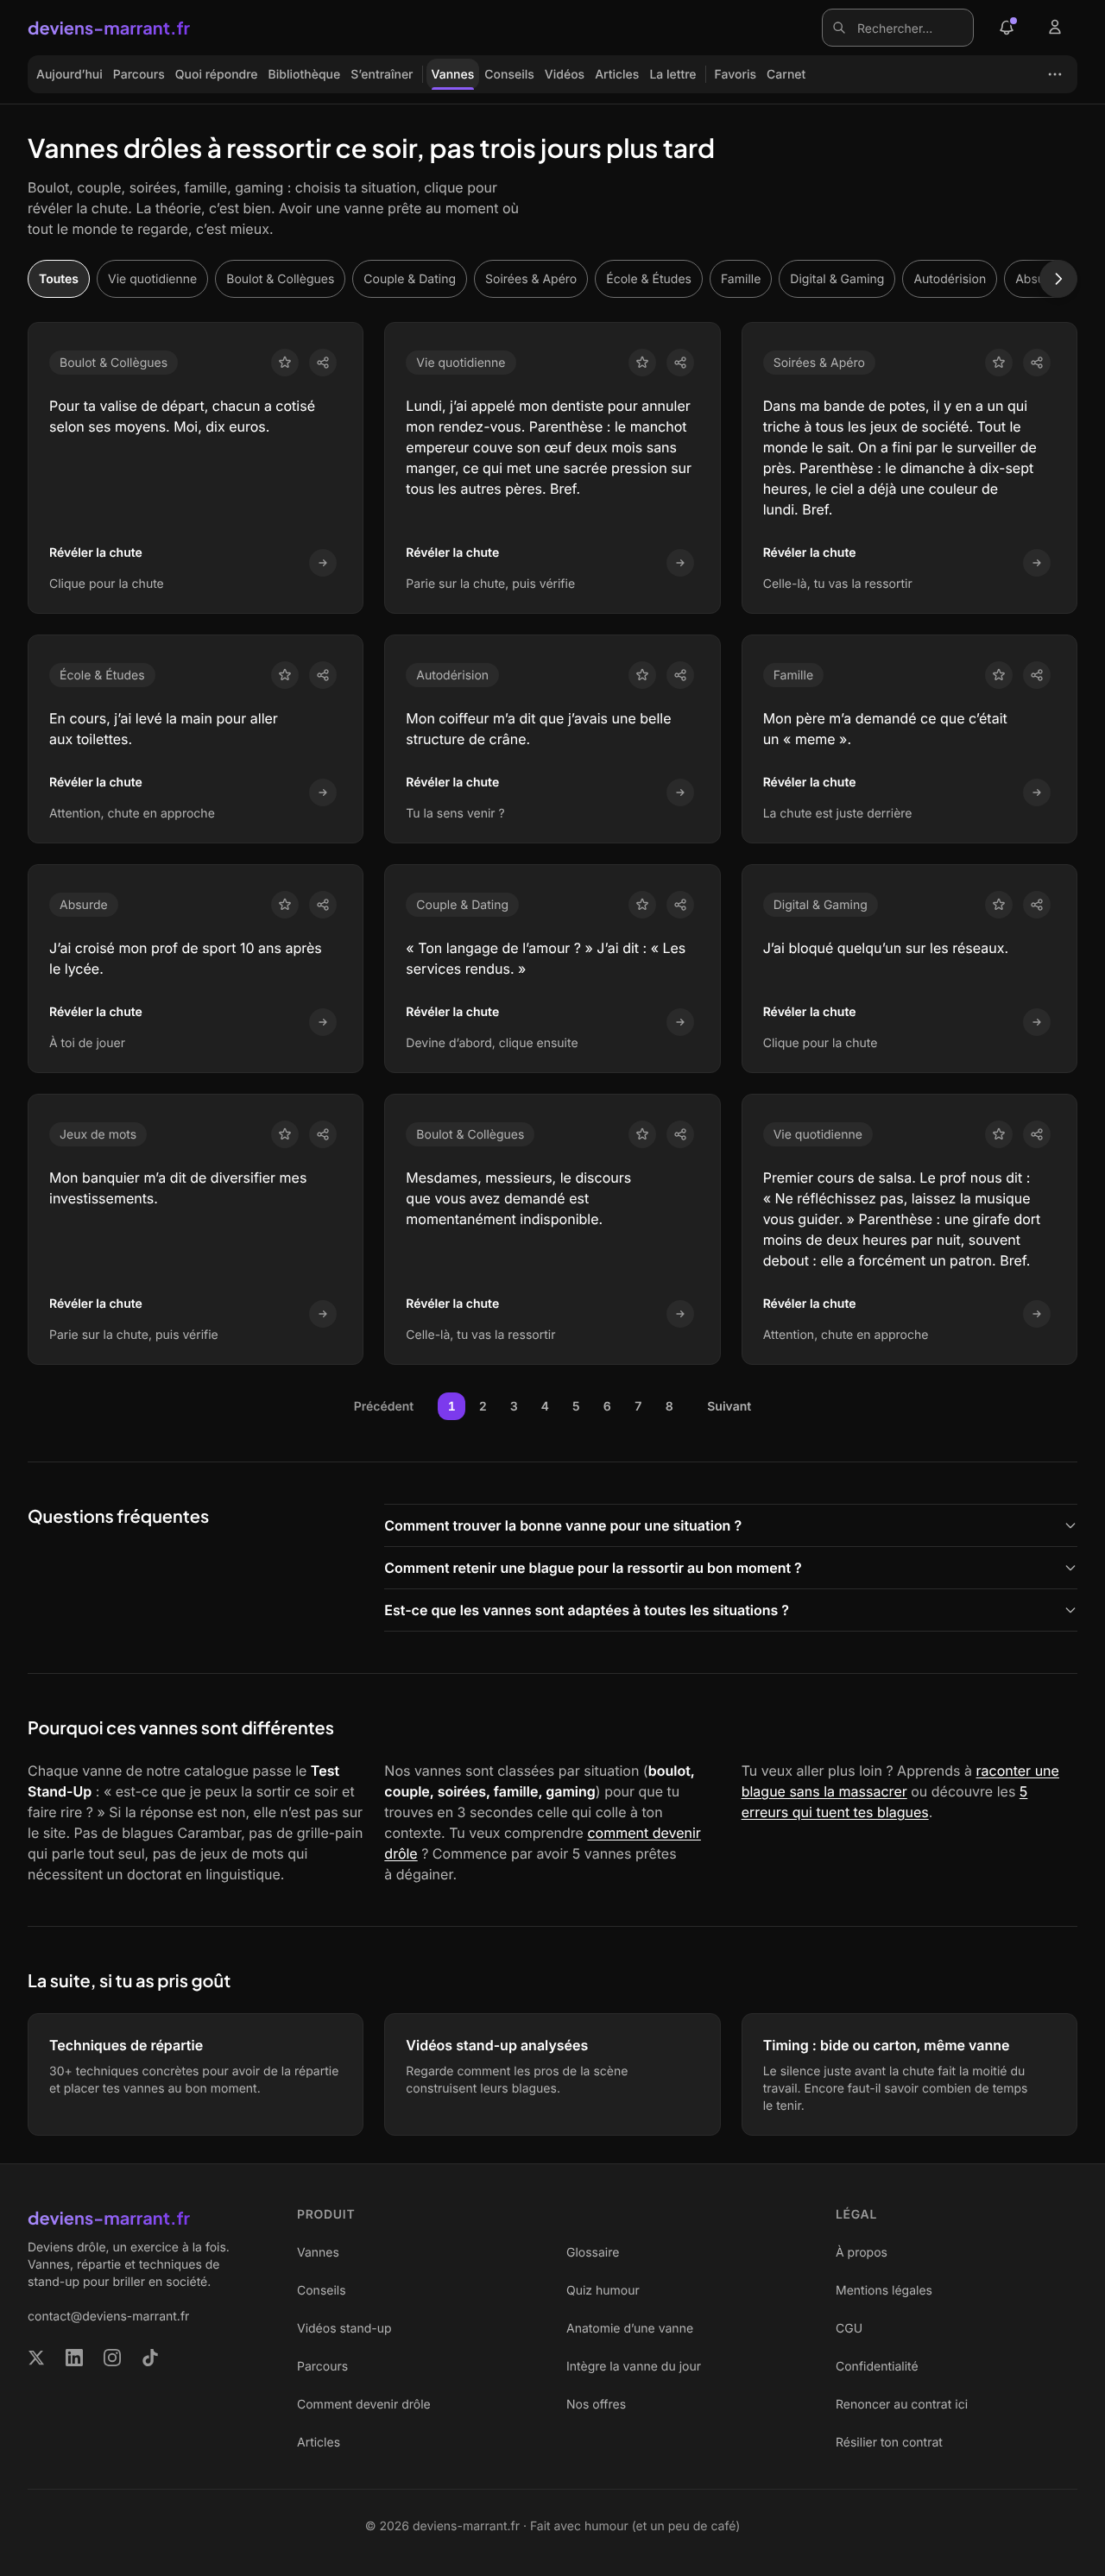 deviens-marrant.fr
Rechercher...
Aujourd’hui Parcours Quoi répondre Bibliothèque S’entraîner Vannes Conseils Vidéos Articles La lettre Favoris Carnet
Vannes drôles à ressortir ce soir, pas trois jours plus tard
Boulot, couple, soirées, famille, gaming : choisis ta situation, clique pour
révéler la chute. La théorie, c’est bien. Avoir une vanne prête au moment où
tout le monde te regarde, c’est mieux.
Toutes Vie quotidienne Boulot & Collègues Couple & Dating Soirées & Apéro École & Études Famille Digital & Gaming Autodérision
Boulot & Collègues
Pour ta valise de départ, chacun a cotisé
selon ses moyens. Moi, dix euros.
Révéler la chute
Clique pour la chute
Vie quotidienne
Lundi, j’ai appelé mon dentiste pour annuler
mon rendez-vous. Parenthèse : le manchot
empereur couve son œuf deux mois sans
manger, ce qui met une sacrée pression sur
tous les autres pères. Bref.
Révéler la chute
Parie sur la chute, puis vérifie
Soirées & Apéro
Dans ma bande de potes, il y en a un qui
triche à tous les jeux de société. Tout le
monde le sait. On a fini par le surveiller de
près. Parenthèse : le dimanche à dix-sept
heures, le ciel a déjà une couleur de
lundi. Bref.
Révéler la chute
Celle-là, tu vas la ressortir
École & Études
En cours, j’ai levé la main pour aller
aux toilettes.
Révéler la chute
Attention, chute en approche
Autodérision
Mon coiffeur m’a dit que j’avais une belle
structure de crâne.
Révéler la chute
Tu la sens venir ?
Famille
Mon père m’a demandé ce que c’était
un « meme ».
Révéler la chute
La chute est juste derrière
Absurde
J’ai croisé mon prof de sport 10 ans après
le lycée.
Révéler la chute
À toi de jouer
Couple & Dating
« Ton langage de l’amour ? » J’ai dit : « Les
services rendus. »
Révéler la chute
Devine d’abord, clique ensuite
Digital & Gaming
J’ai bloqué quelqu’un sur les réseaux.
Révéler la chute
Clique pour la chute
Jeux de mots
Mon banquier m’a dit de diversifier mes
investissements.
Révéler la chute
Parie sur la chute, puis vérifie
Boulot & Collègues
Mesdames, messieurs, le discours
que vous avez demandé est
momentanément indisponible.
Révéler la chute
Celle-là, tu vas la ressortir
Vie quotidienne
Premier cours de salsa. Le prof nous dit :
« Ne réfléchissez pas, laissez la musique
vous guider. » Parenthèse : une girafe dort
moins de deux heures par nuit, souvent
debout : elle a forcément un patron. Bref.
Révéler la chute
Attention, chute en approche
Précédent 1 2 3 4 5 6 7 8 Suivant
Questions fréquentes
Comment trouver la bonne vanne pour une situation ?
Comment retenir une blague pour la ressortir au bon moment ?
Est-ce que les vannes sont adaptées à toutes les situations ?
Pourquoi ces vannes sont différentes
Chaque vanne de notre catalogue passe le Test
Stand-Up : « est-ce que je peux la sortir ce soir et
faire rire ? » Si la réponse est non, elle n’est pas sur
le site. Pas de blagues Carambar, pas de grille-pain
qui parle tout seul, pas de jeux de mots qui
nécessitent un doctorat en linguistique.
Nos vannes sont classées par situation (boulot,
couple, soirées, famille, gaming) pour que tu
trouves en 3 secondes celle qui colle à ton
contexte. Tu veux comprendre comment devenir
drôle ? Commence par avoir 5 vannes prêtes
à dégainer.
Tu veux aller plus loin ? Apprends à raconter une
blague sans la massacrer ou découvre les 5
erreurs qui tuent tes blagues.
La suite, si tu as pris goût
Techniques de répartie
30+ techniques concrètes pour avoir de la répartie
et placer tes vannes au bon moment.
Vidéos stand-up analysées
Regarde comment les pros de la scène
construisent leurs blagues.
Timing : bide ou carton, même vanne
Le silence juste avant la chute fait la moitié du
travail. Encore faut-il savoir combien de temps
le tenir.
deviens-marrant.fr
Deviens drôle, un exercice à la fois.
Vannes, répartie et techniques de
stand-up pour briller en société.
contact@deviens-marrant.fr
PRODUIT
Vannes
Conseils
Vidéos stand-up
Parcours
Comment devenir drôle
Articles
Glossaire
Quiz humour
Anatomie d’une vanne
Intègre la vanne du jour
Nos offres
LÉGAL
À propos
Mentions légales
CGU
Confidentialité
Renoncer au contrat ici
Résilier ton contrat
© 2026 deviens-marrant.fr · Fait avec humour (et un peu de café)